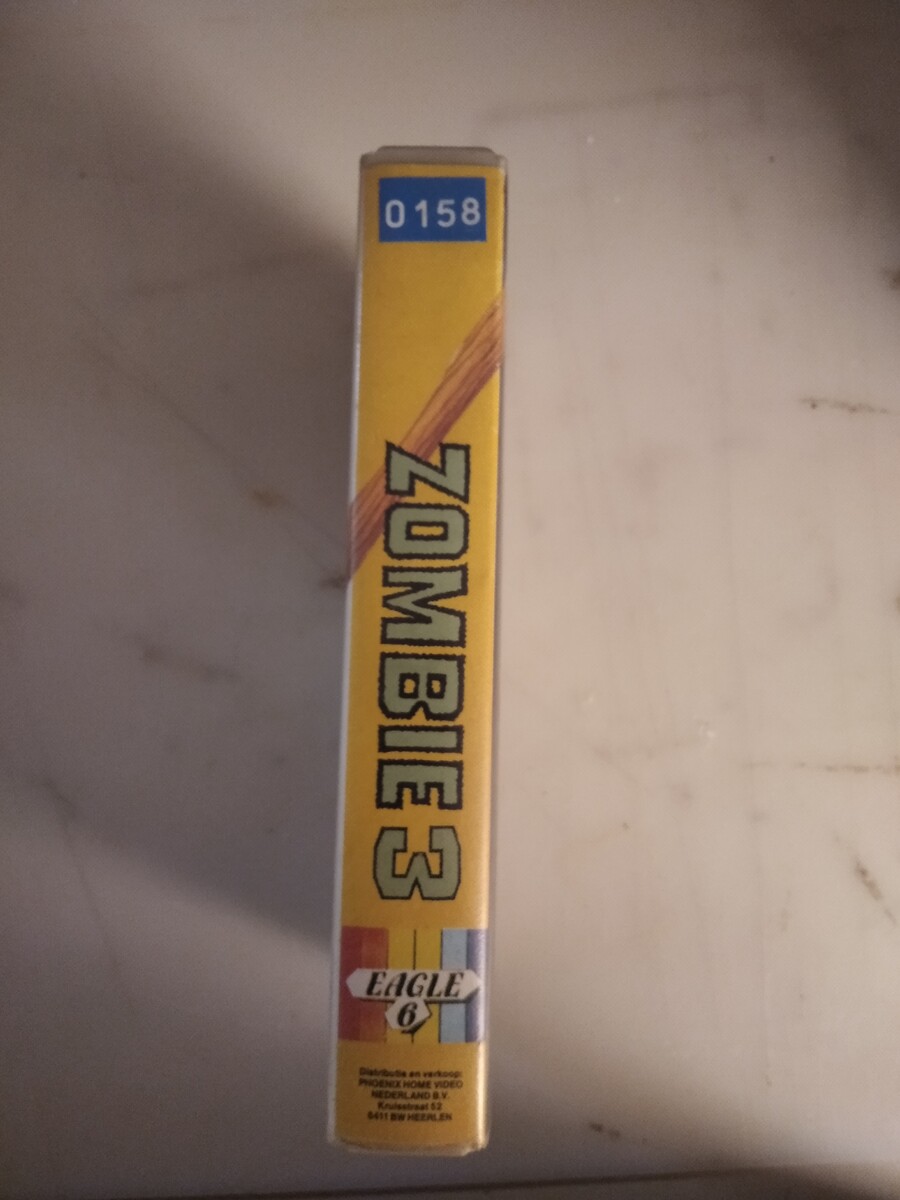 0158
ZOMBIE 3
EAGLE
6
Distributie en verkoop:
PHOENIX HOME VIDEO
NEDERLAND B.V.
Kruisstraat 52
6411 BW HEERLEN